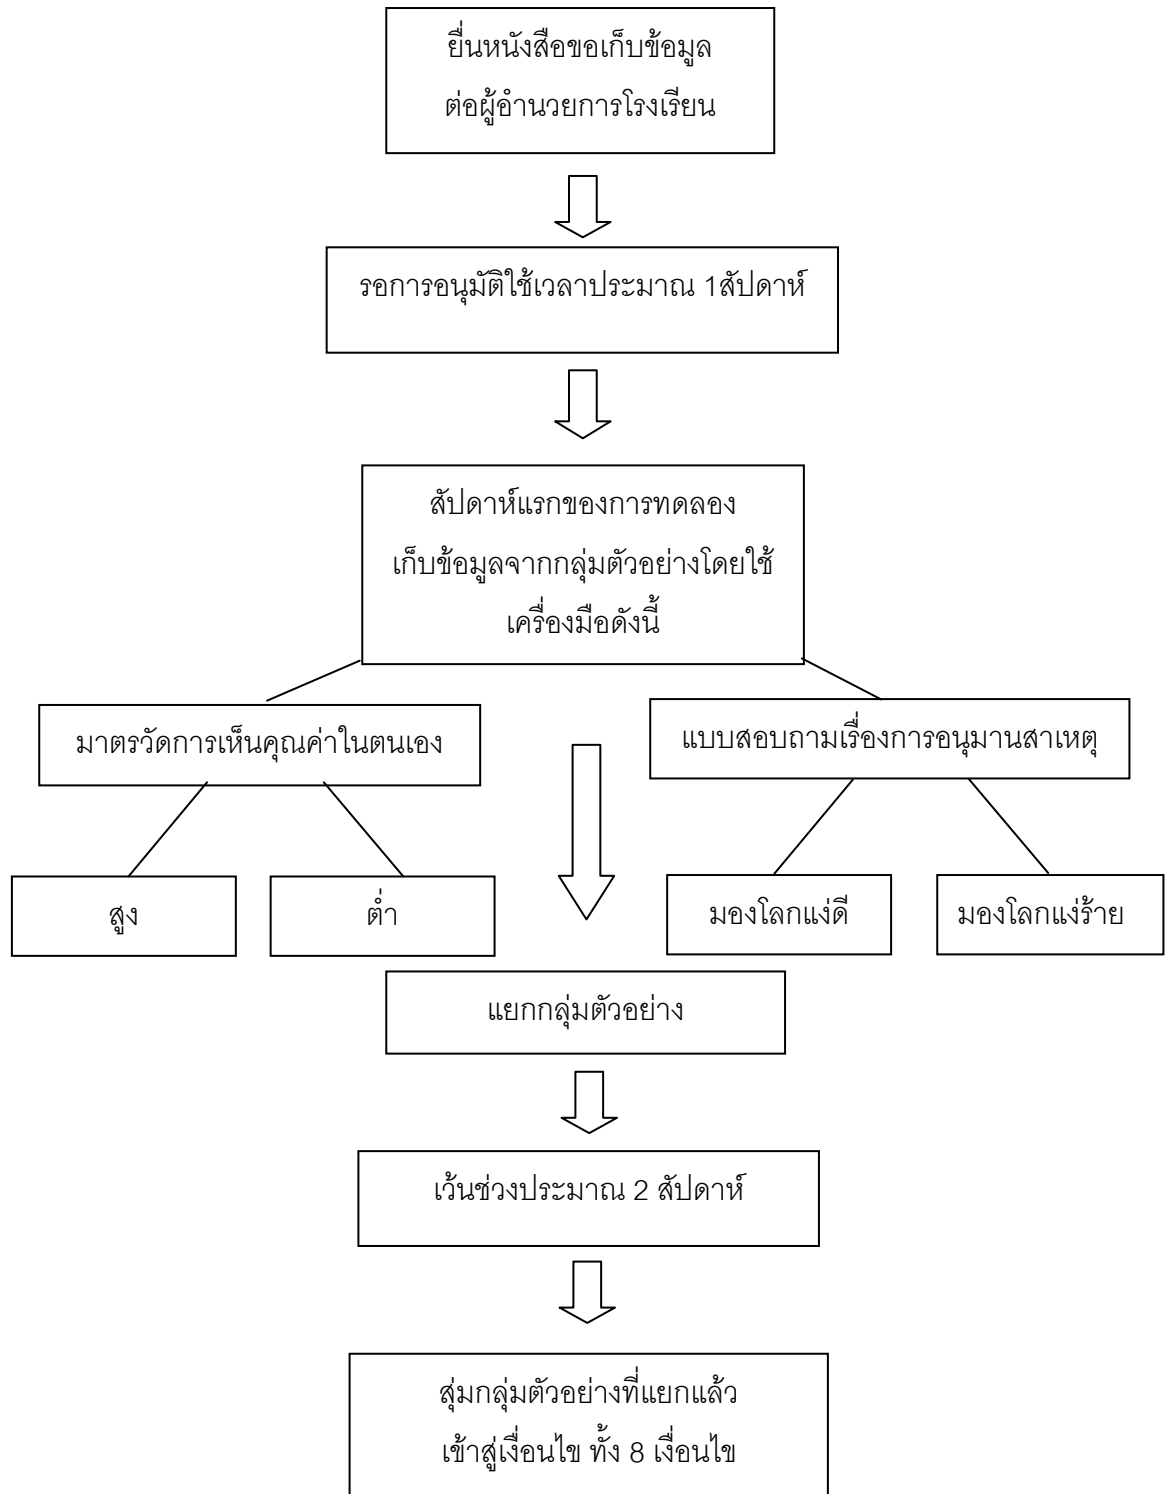 ยื่นหนังสือขอเก็บข้อมูล
ต่อผู้อำนวยการโรงเรียน
รอการอนุมัติใช้เวลาประมาณ 1สัปดาห์
สัปดาห์แรกของการทดลอง
เก็บข้อมูลจากกลุ่มตัวอย่างโดยใช้
เครื่องมือดังนี้
มาตรวัดการเห็นคุณค่าในตนเอง
แบบสอบถามเรื่องการอนุมานสาเหตุ
สูง
ต่ำ
มองโลกแง่ดี
มองโลกแง่ร้าย
แยกกลุ่มตัวอย่าง
เว้นช่วงประมาณ 2 สัปดาห์
สุ่มกลุ่มตัวอย่างที่แยกแล้ว
เข้าสู่เงื่อนไข ทั้ง 8 เงื่อนไข